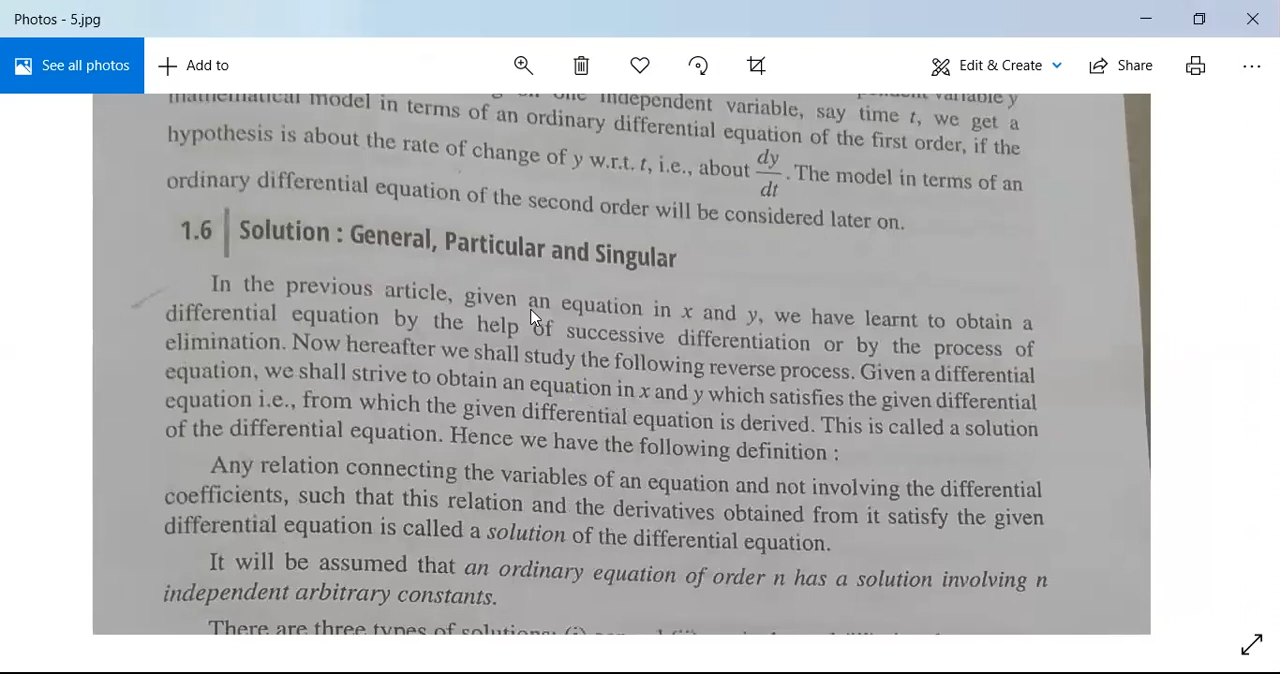 Photos - 5.jpg
See all photos
Add to
Edit & Create
Share
one independent variable, say time t, we get a
mathematical model in terms of an ordinary differential equation of the first order, if the
hypothesis is about the rate of change of y w.r.t. t, i.e., about dy/dt. The model in terms of an
ordinary differential equation of the second order will be considered later on.
1.6 Solution : General, Particular and Singular
In the previous article, given an equation in x and y, we have learnt to obtain a
differential equation by the help of successive differentiation or by the process of
elimination. Now hereafter we shall study the following reverse process. Given a differential
equation, we shall strive to obtain an equation in x and y which satisfies the given differential
equation i.e., from which the given differential equation is derived. This is called a solution
of the differential equation. Hence we have the following definition :
Any relation connecting the variables of an equation and not involving the differential
coefficients, such that this relation and the derivatives obtained from it satisfy the given
differential equation is called a solution of the differential equation.
It will be assumed that an ordinary equation of order n has a solution involving n
independent arbitrary constants.
There are three types of solutions: (i)